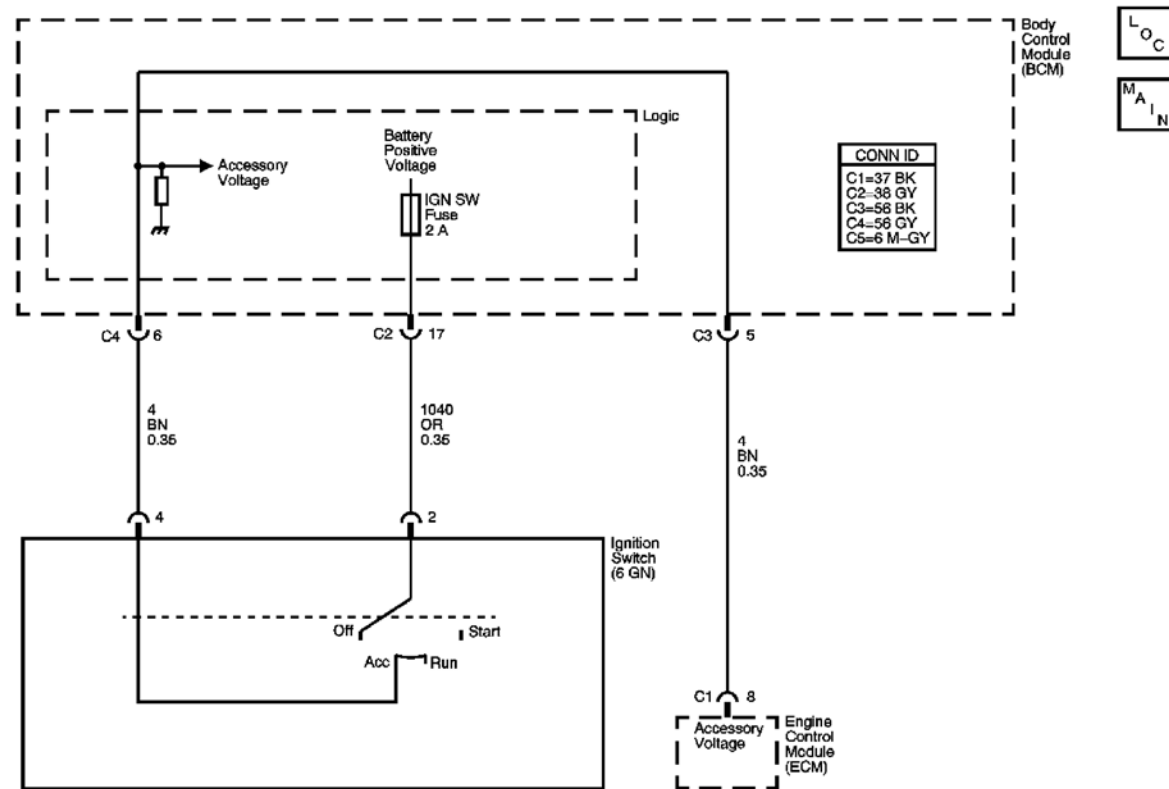 Body
Control
Module
(BCM)
L O C
M A I N
Logic
Battery
Positive
Voltage
Accessory
Voltage
IGN SW
Fuse
2 A
CONN ID
C1=37 BK
C2=38 GY
C3=56 BK
C4=56 GY
C5=6 M-GY
C4 6
C2 17
C3 5
4
BN
0.35
1040
OR
0.35
4
BN
0.35
4
2
Ignition
Switch
(6 GN)
Off
Start
Acc
Run
C1 8
Accessory
Voltage
Engine
Control
Module
(ECM)